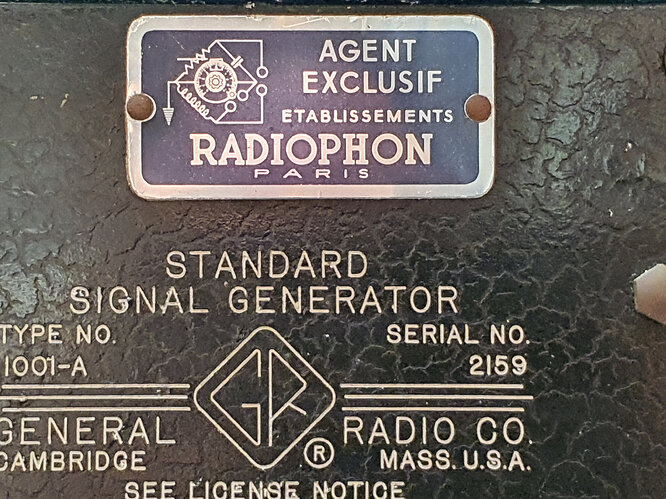 AGENT
EXCLUSIF
ETABLISSEMENTS
RADIOPHON
PARIS
STANDARD
SIGNAL GENERATOR
TYPE NO. SERIAL NO.
1001-A 2159
GR
GENERAL ® RADIO CO.
CAMBRIDGE MASS. U.S.A.
SEE LICENSE NOTICE